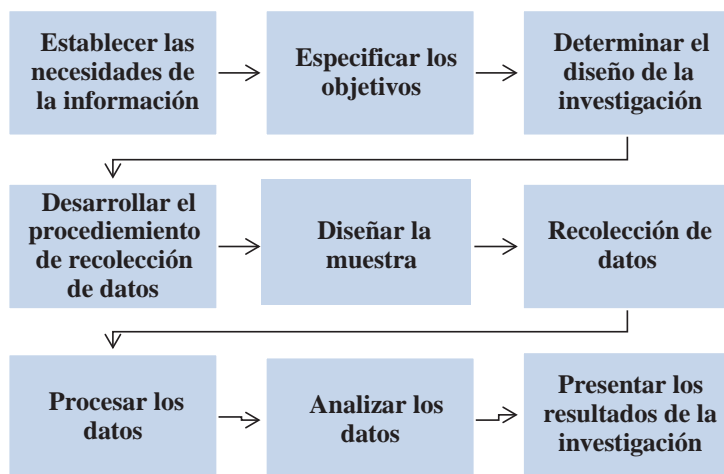 Establecer las
necesidades de
la información
Especificar los
objetivos
Determinar el
diseño de la
investigación
Desarrollar el
procediemiento
de recolección
de datos
Diseñar la
muestra
Recolección de
datos
Procesar los
datos
Analizar los
datos
Presentar los
resultados de la
investigación